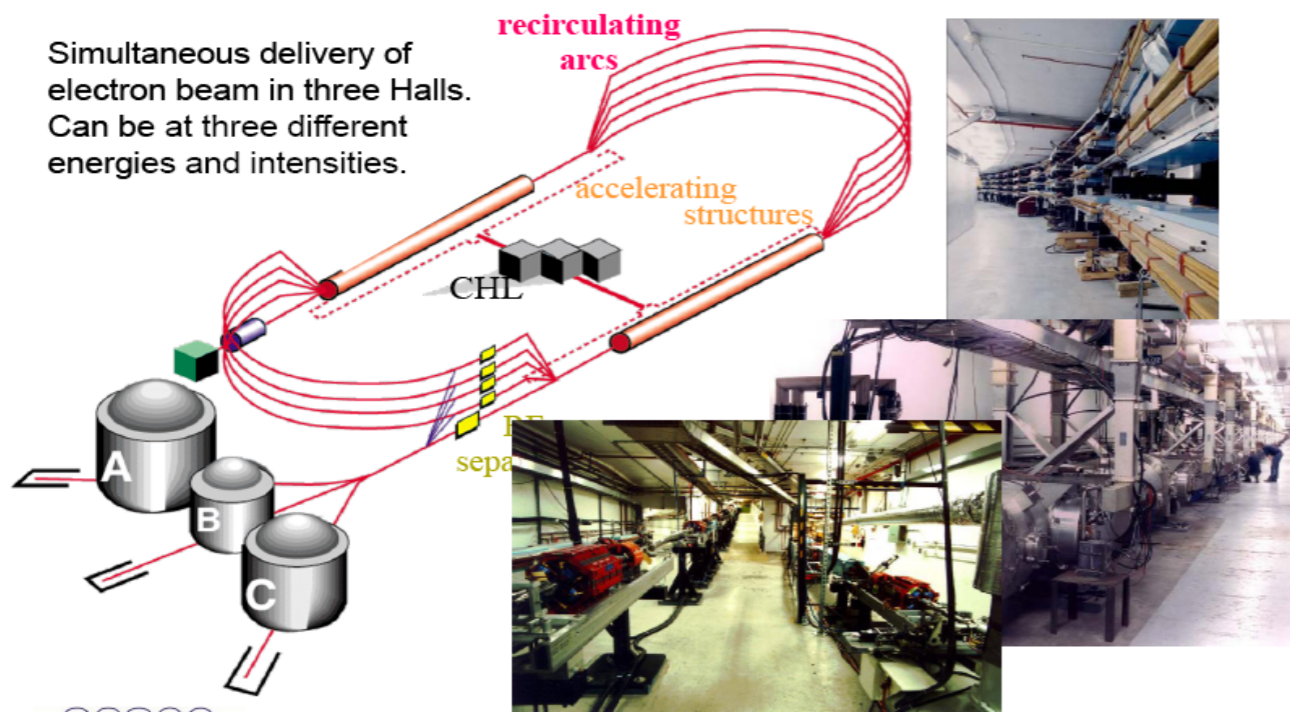 Simultaneous delivery of
electron beam in three Halls.
Can be at three different
energies and intensities.
recirculating
arcs
accelerating
structures
CHL
A
B
C